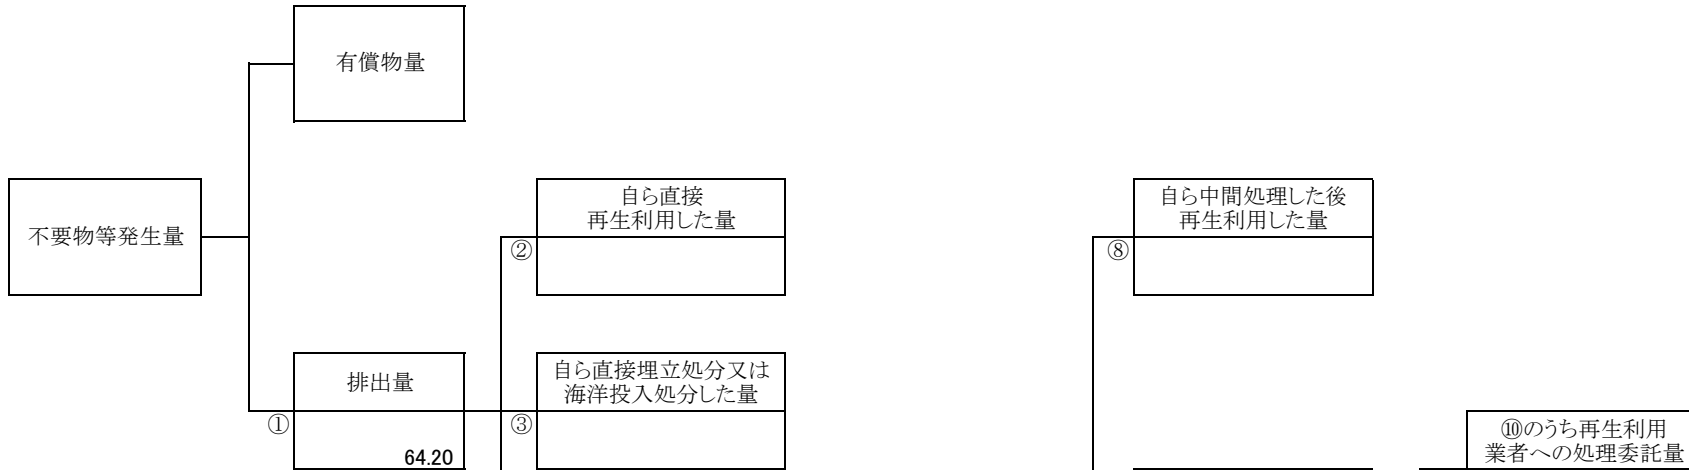 有償物量
不要物等発生量
自ら直接
再生利用した量
②
自ら中間処理した後
再生利用した量
⑧
排出量
①
64.20
自ら直接埋立処分又は
海洋投入処分した量
③
⑩のうち再生利用
業者への処理委託量